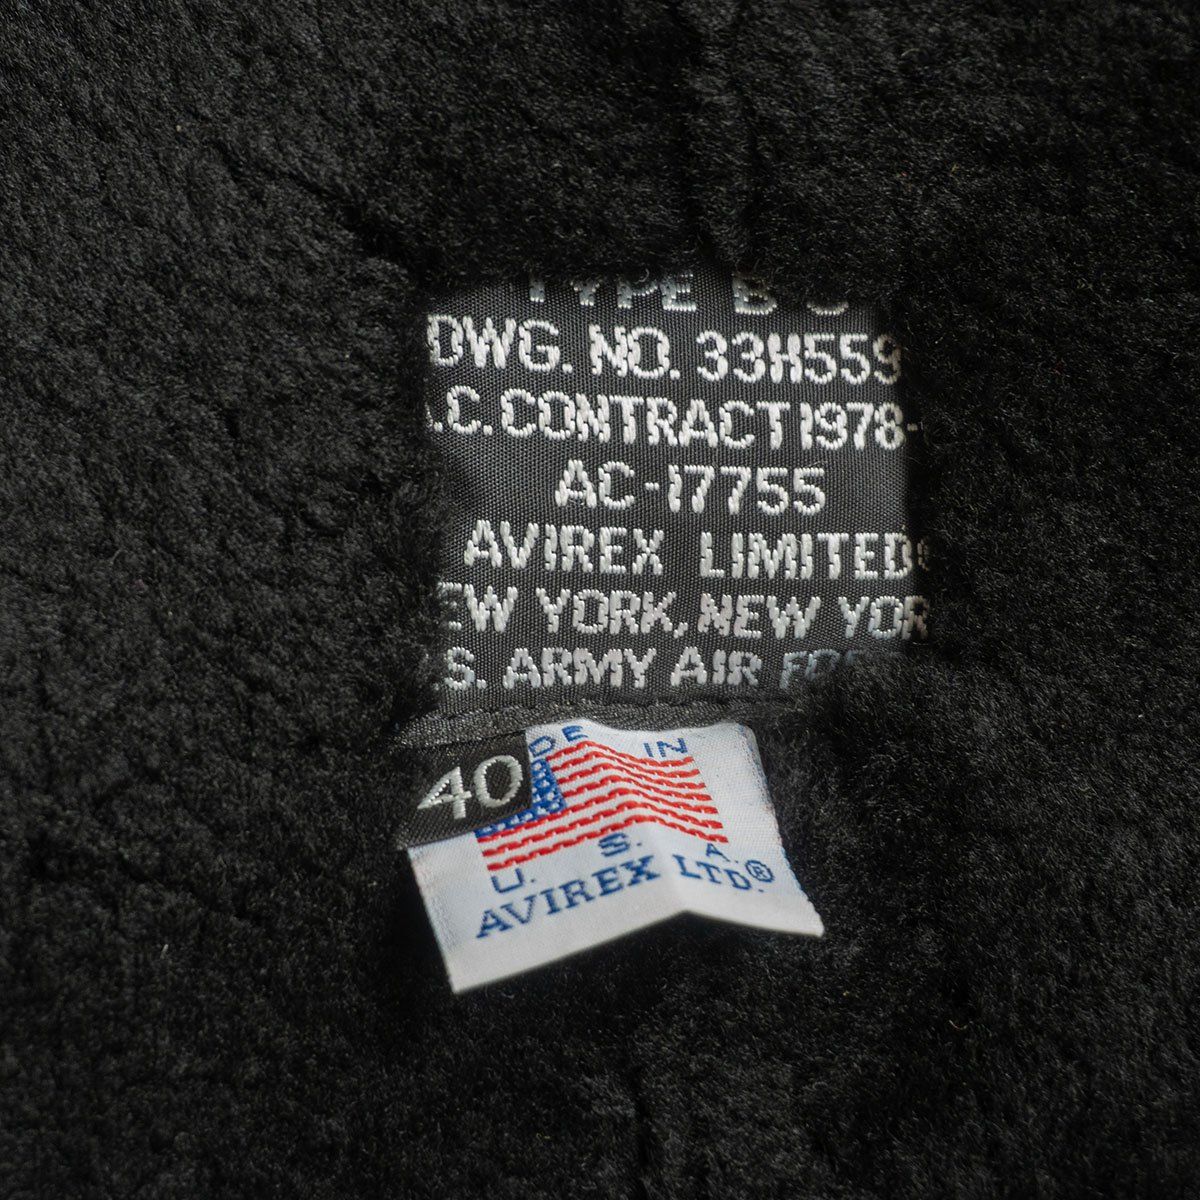 TYPE B
DWG. NO. 33H559
.C. CONTRACT 1978-
AC-17755
AVIREX LIMITED
EW YORK, NEW YOR
.S. ARMY AIR FO
40
DE IN
U. S. A.
AVIREX LTD.®